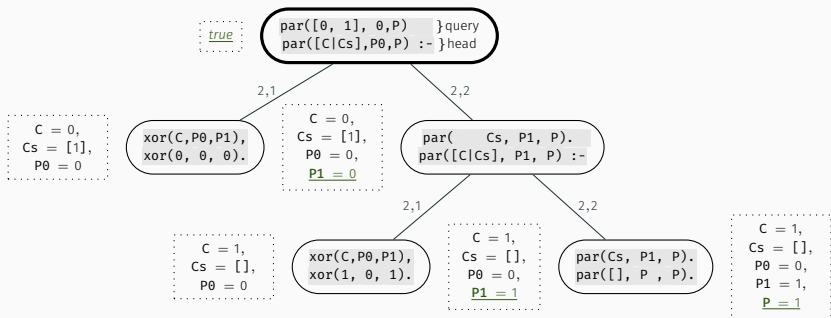 true
par([0, 1], 0,P) }query
par([C|Cs],P0,P) :- }head
2,1
2,2
C = 0,
Cs = [1],
P0 = 0
xor(C,P0,P1),
xor(0, 0, 0).
C = 0,
Cs = [1],
P0 = 0,
P1 = 0
par( Cs, P1, P).
par([C|Cs], P1, P) :-
2,1
2,2
C = 1,
Cs = [],
P0 = 0
xor(C,P0,P1),
xor(1, 0, 1).
C = 1,
Cs = [],
P0 = 0,
P1 = 1
par(Cs, P1, P).
par([], P , P).
C = 1,
Cs = [],
P0 = 0,
P1 = 1,
P = 1